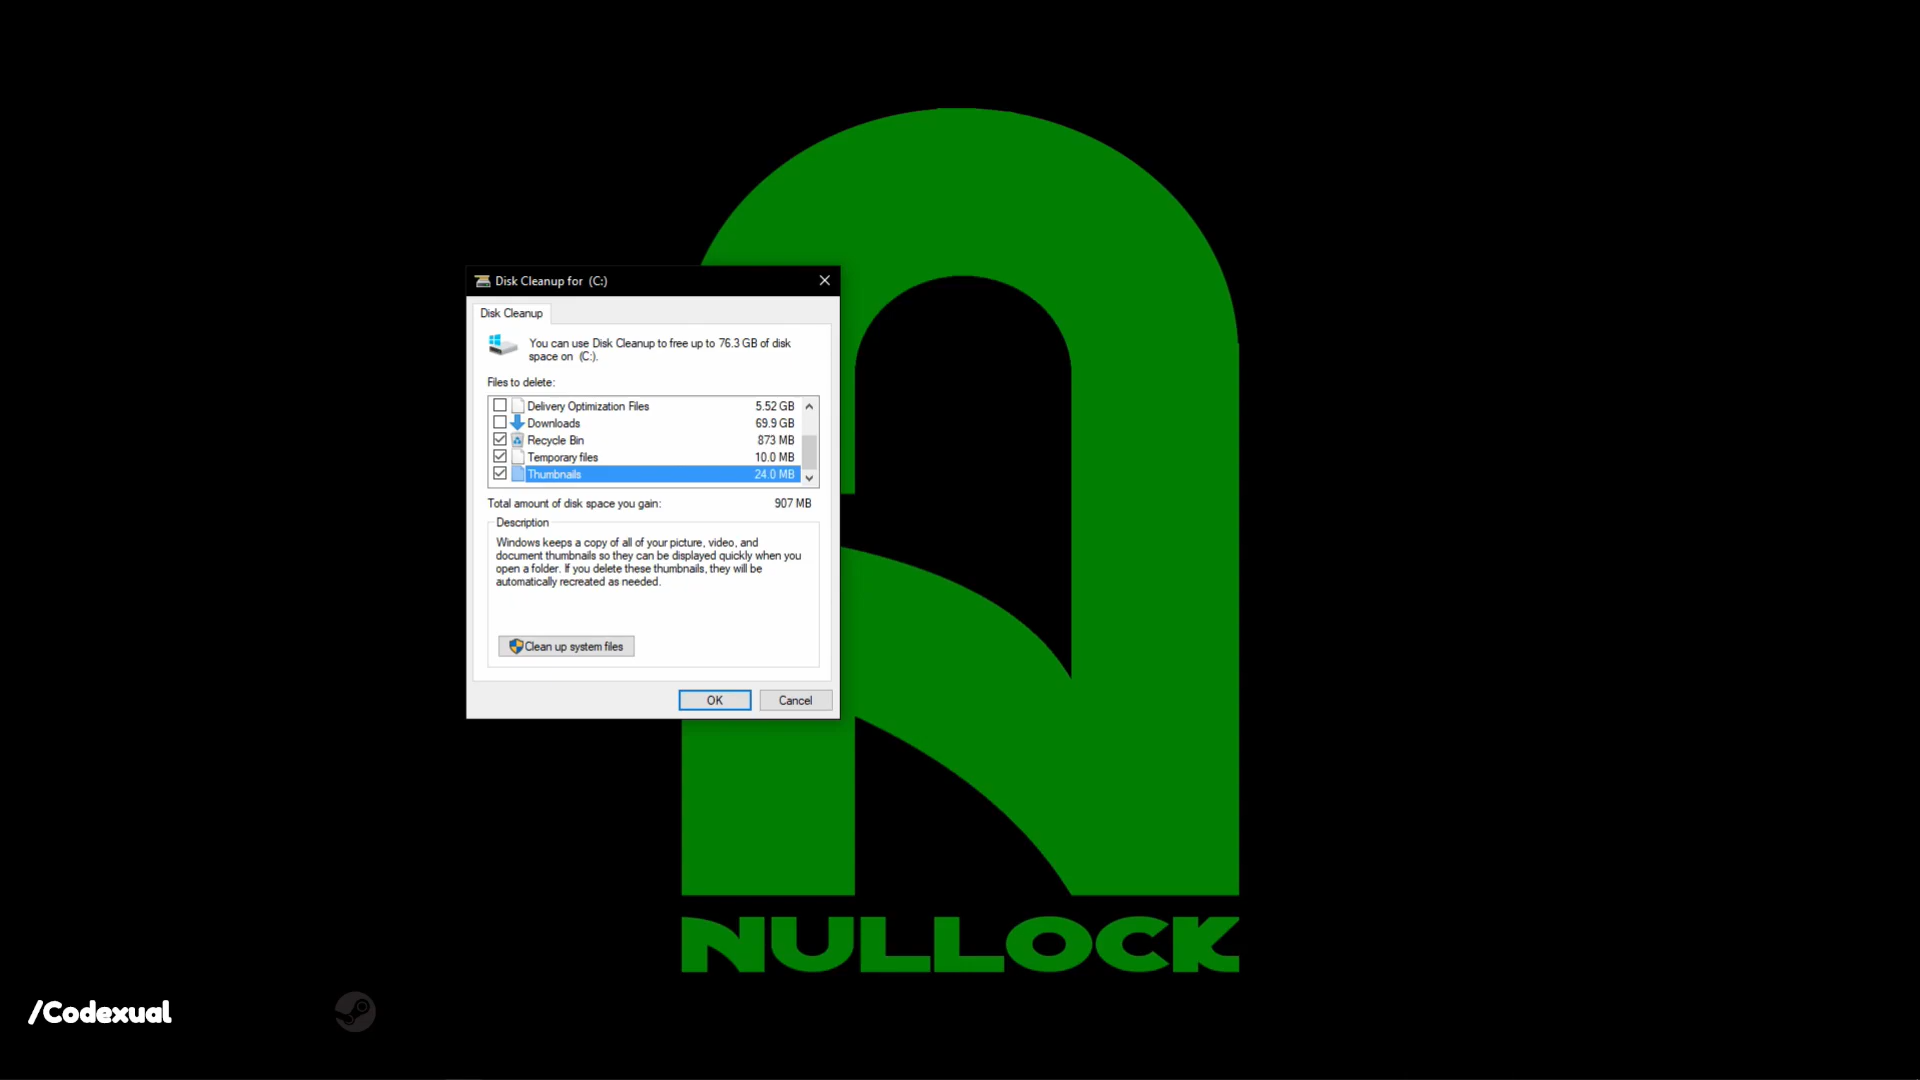 Disk Cleanup for  (C:)
Disk Cleanup
You can use Disk Cleanup to free up to 76.3 GB of disk
space on  (C:).
Files to delete:
Delivery Optimization Files 5.52 GB
Downloads 69.9 GB
Recycle Bin 873 MB
Temporary files 10.0 MB
Thumbnails 24.0 MB
Total amount of disk space you gain: 907 MB
Description
Windows keeps a copy of all of your picture, video, and
document thumbnails so they can be displayed quickly when you
open a folder. If you delete these thumbnails, they will be
automatically recreated as needed.
Clean up system files
OK Cancel
NULLOCK
/Codexual